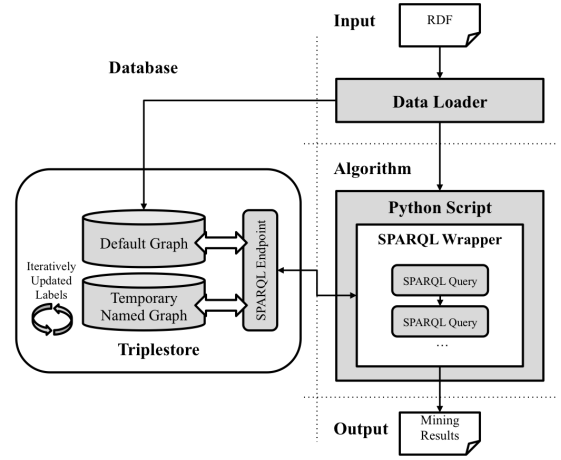 Input
RDF
Database
Data Loader
Algorithm
Python Script
SPARQL Wrapper
SPARQL Query
SPARQL Query
...
Default Graph
Temporary
Named Graph
SPARQL Endpoint
Iteratively
Updated
Labels
Triplestore
Output
Mining
Results